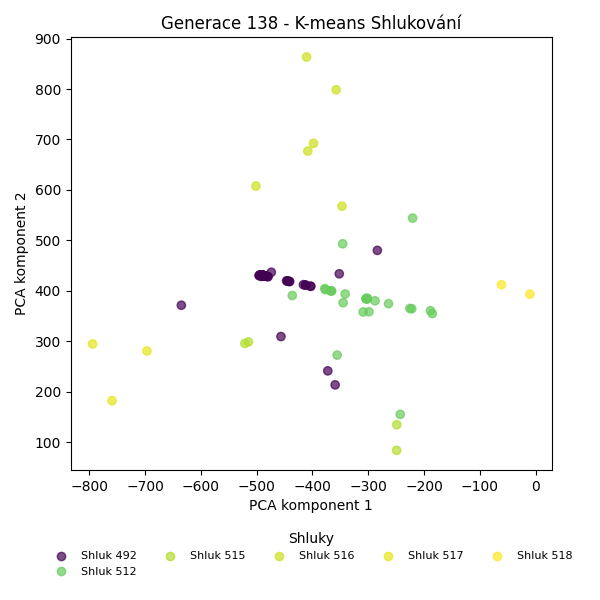 Generace 138 - K-means Shlukování
900
800
700
600
500
400
300
200
100
PCA komponent 2
−800 −700 −600 −500 −400 −300 −200 −100 0
PCA komponent 1
Shluky
Shluk 492 Shluk 515 Shluk 516 Shluk 517 Shluk 518
Shluk 512